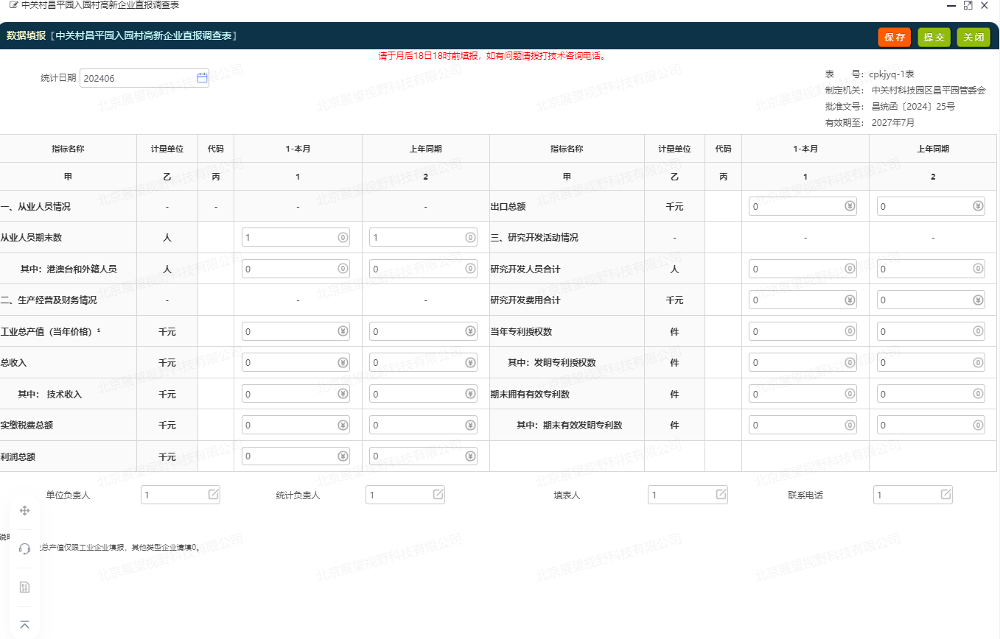 中关村昌平园入园村高新企业直报调查表
数据填报 [中关村昌平园入园村高新企业直报调查表]
保 存 提 交 关 闭
请于月后18日18时前填报，如有问题请拨打技术咨询电话。
统计日期 202406
表 号： cpkjyq-1表
制定机关： 中关村科技园区昌平园管委会
批准文号： 昌统函〔2024〕25号
有效期至： 2027年7月
指标名称 计量单位 代码 1-本月 上年同期 指标名称 计量单位 代码 1-本月 上年同期
甲 乙 丙 1 2 甲 乙 丙 1 2
一、从业人员情况 - - - - 出口总额 千元 0 0
从业人员期末数 人 1 1 三、研究开发活动情况 - - -
其中：港澳台和外籍人员 人 0 0 研究开发人员合计 人 0 0
二、生产经营及财务情况 - - - 研究开发费用合计 千元 0 0
工业总产值（当年价格）¹ 千元 0 0 当年专利授权数 件 0 0
总收入 千元 0 0 其中：发明专利授权数 件 0 0
其中： 技术收入 千元 0 0 期末拥有有效专利数 件 0 0
实缴税费总额 千元 0 0 其中：期末有效发明专利数 件 0 0
利润总额 千元 0 0
单位负责人 1 统计负责人 1 填表人 1 联系电话 1
说明
总产值仅限工业企业填报，其他类型企业请填0。
北京展望视野科技有限公司